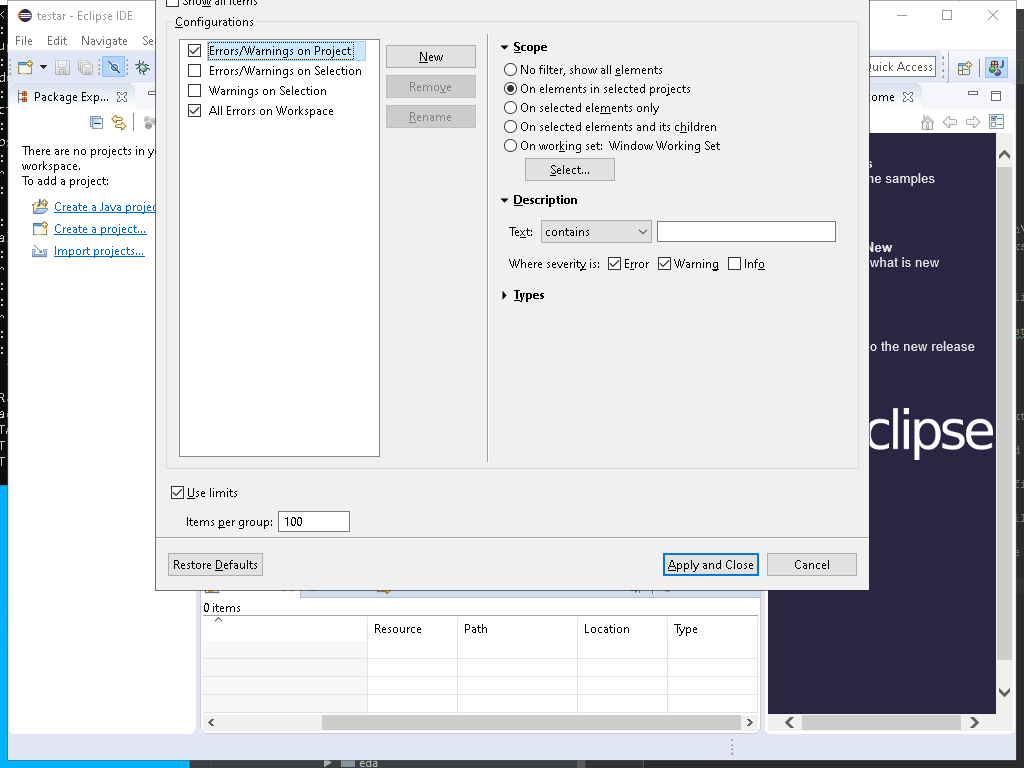 Show all items
testar - Eclipse IDE
Configurations
File Edit Navigate Se
Errors/Warnings on Project
Errors/Warnings on Selection
Warnings on Selection
All Errors on Workspace
New
Remove
Rename
Scope
No filter, show all elements
On elements in selected projects
On selected elements only
On selected elements and its children
On working set: Window Working Set
Select...
Description
Text: contains
Where severity is: Error Warning Info
Types
Quick Access
Package Exp...
There are no projects in
workspace.
To add a project:
Create a Java projec
Create a project...
Import projects...
samples
New
what is new
o the new release
clipse
Use limits
Items per group: 100
Restore Defaults
Apply and Close
Cancel
0 items
Resource Path Location Type
eda